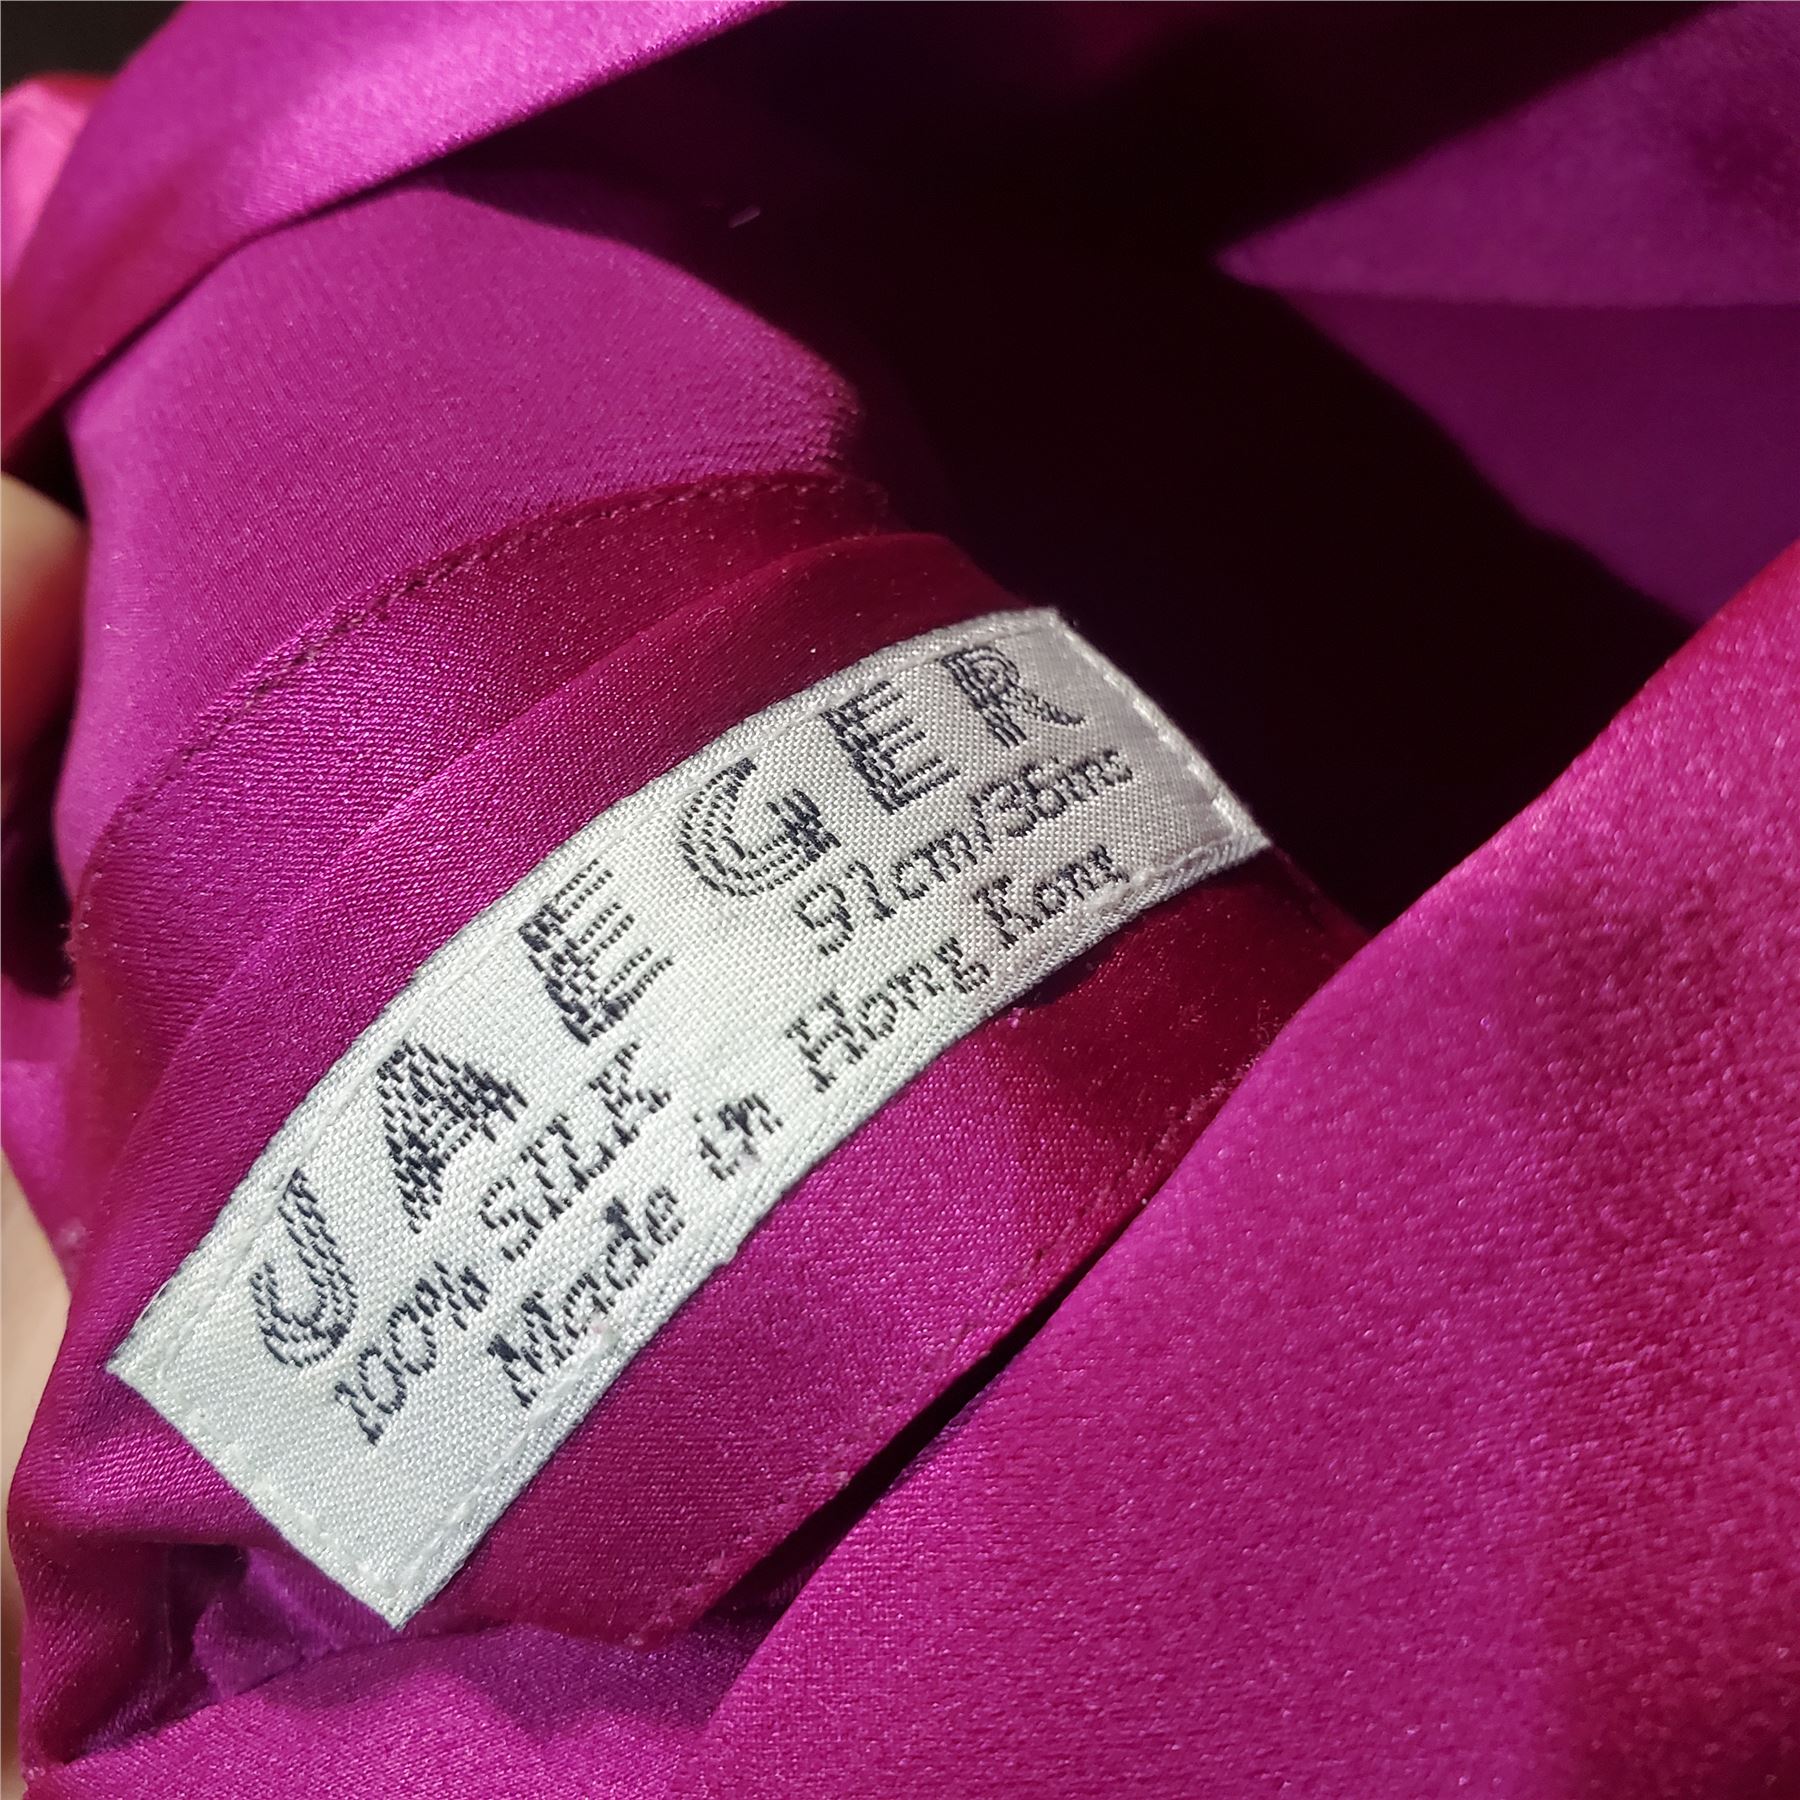 JAEGER
100% SILK 91cm/36ins
Made in Hong Kong